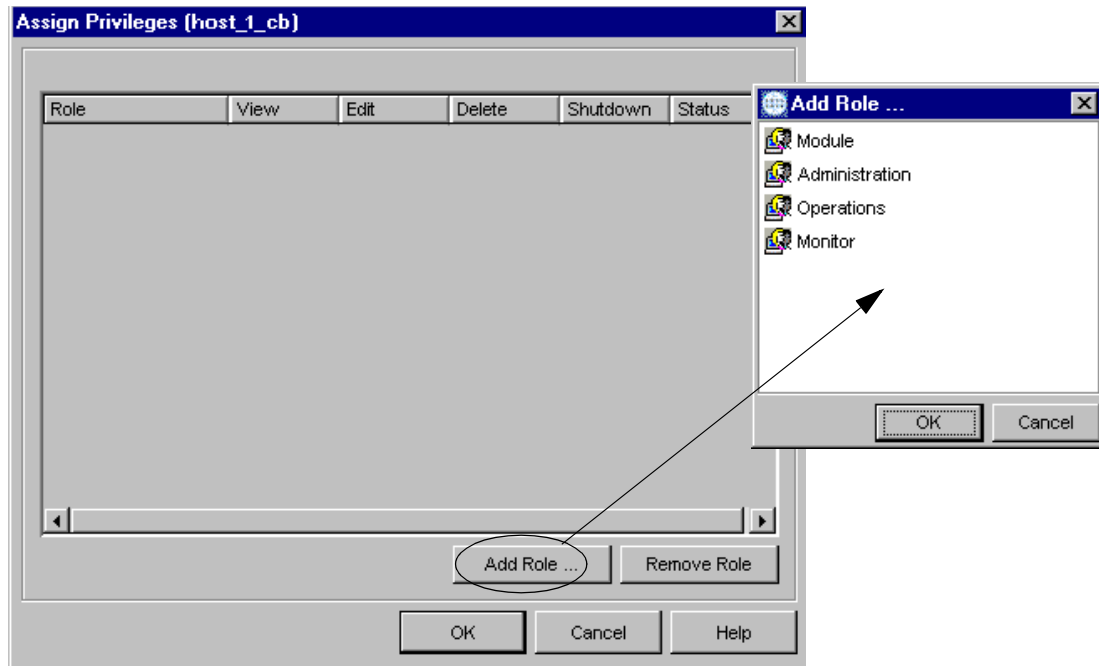 Assign Privileges (host_1_cb)
Role View Edit Delete Shutdown Status
Add Role ... Remove Role
OK Cancel Help
Add Role ...
Module
Administration
Operations
Monitor
OK Cancel